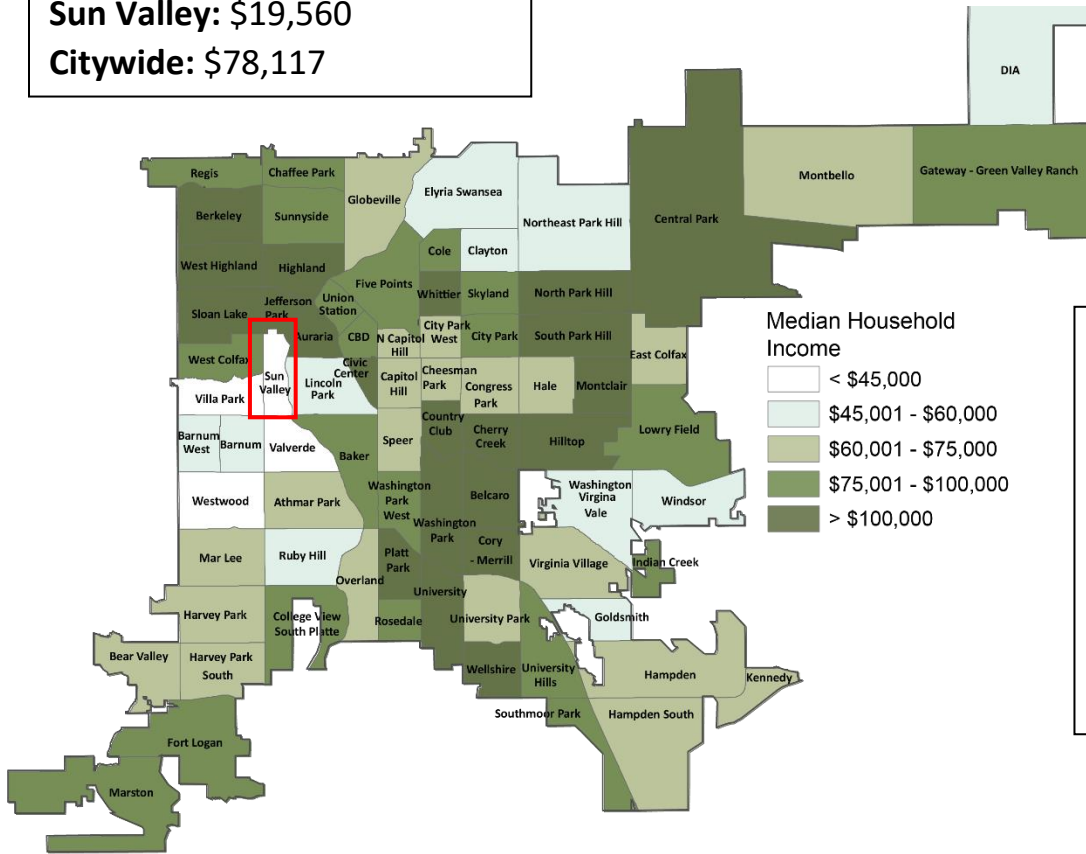 Sun Valley: $19,560
Citywide: $78,117
DIA
Regis
Chaffee Park
Globeville
Elyria Swansea
Montbello
Gateway - Green Valley Ranch
Berkeley
Sunnyside
Northeast Park Hill
Central Park
Cole
Clayton
West Highland
Highland
Five Points
Whittier
Skyland
North Park Hill
Sloan Lake
Jefferson
Park
Union
Station
Auraria
CBD
N Capitol
Hill
City Park
West
City Park
South Park Hill
East Colfax
West Colfax
Sun
Valley
Lincoln
Park
Civic
Center
Capitol
Hill
Cheesman
Park
Congress
Park
Hale
Montclair
Villa Park
Barnum
West
Barnum
Valverde
Baker
Speer
Country
Club
Cherry
Creek
Hilltop
Lowry Field
Westwood
Athmar Park
Washington
Park
West
Washington
Park
Belcaro
Washington
Virgina
Vale
Windsor
Mar Lee
Ruby Hill
Overland
Platt
Park
Cory
- Merrill
Virginia Village
Indian Creek
Harvey Park
College View
South Platte
Rosedale
University
University Park
Goldsmith
Bear Valley
Harvey Park
South
Wellshire
University
Hills
Hampden
Kennedy
Southmoor Park
Hampden South
Fort Logan
Marston
Median Household
Income
< $45,000
$45,001 - $60,000
$60,001 - $75,000
$75,001 - $100,000
> $100,000